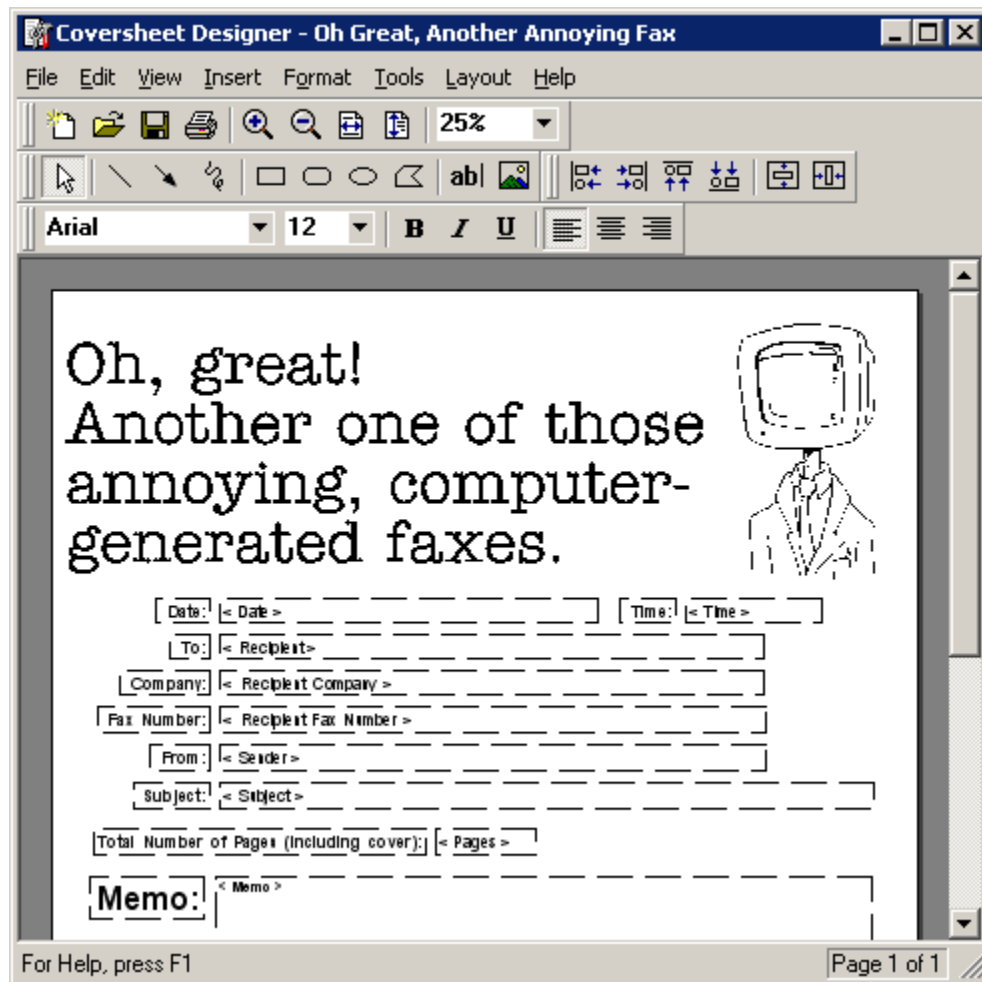 Coversheet Designer - Oh Great, Another Annoying Fax
File Edit View Insert Format Tools Layout Help
25%
ab|
Arial 12 B I U
Oh, great!
Another one of those
annoying, computer-
generated faxes.
Date: < Date > Time: < Time >
To: < Recipient>
Company: < Recipient Company >
Fax Number: < Recipient Fax Number >
From: < Sender >
Subject: < Subject >
Total Number of Pages (including cover): < Pages >
Memo: < Memo >
For Help, press F1 Page 1 of 1